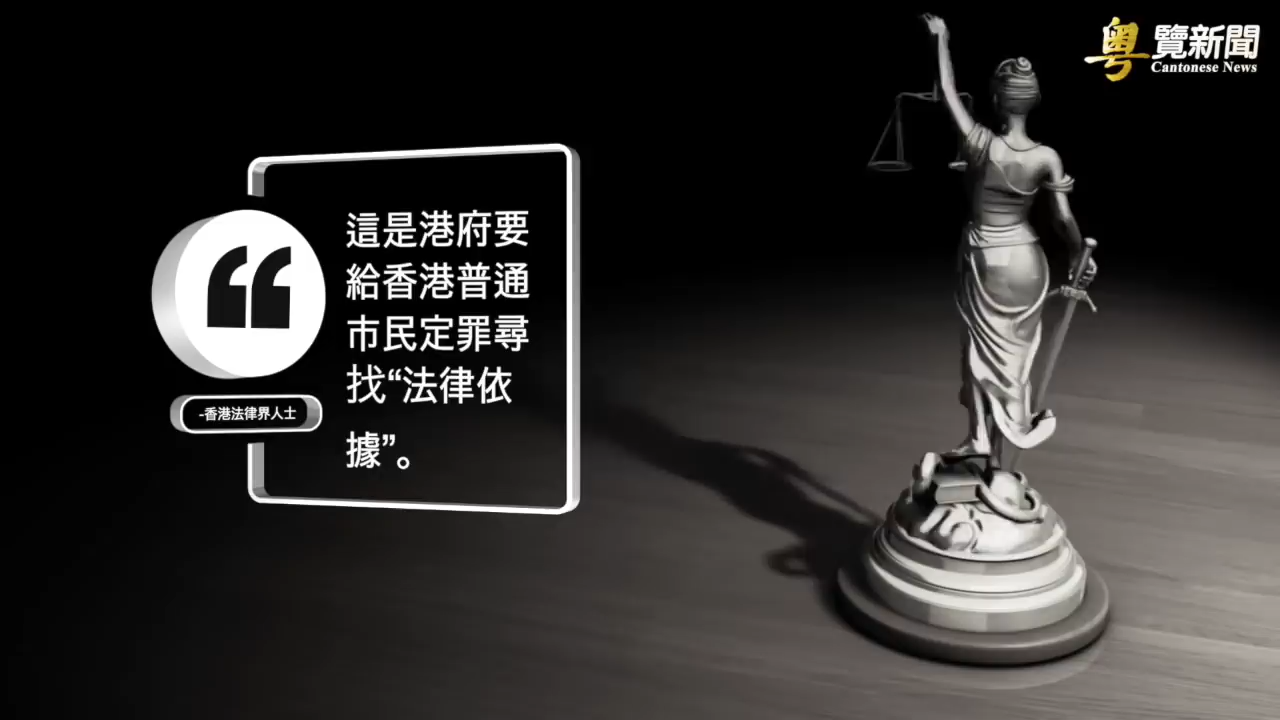 粵覽新聞
Cantonese News
這是港府要
給香港普通
市民定罪尋
找“法律依
據”。
-香港法律界人士